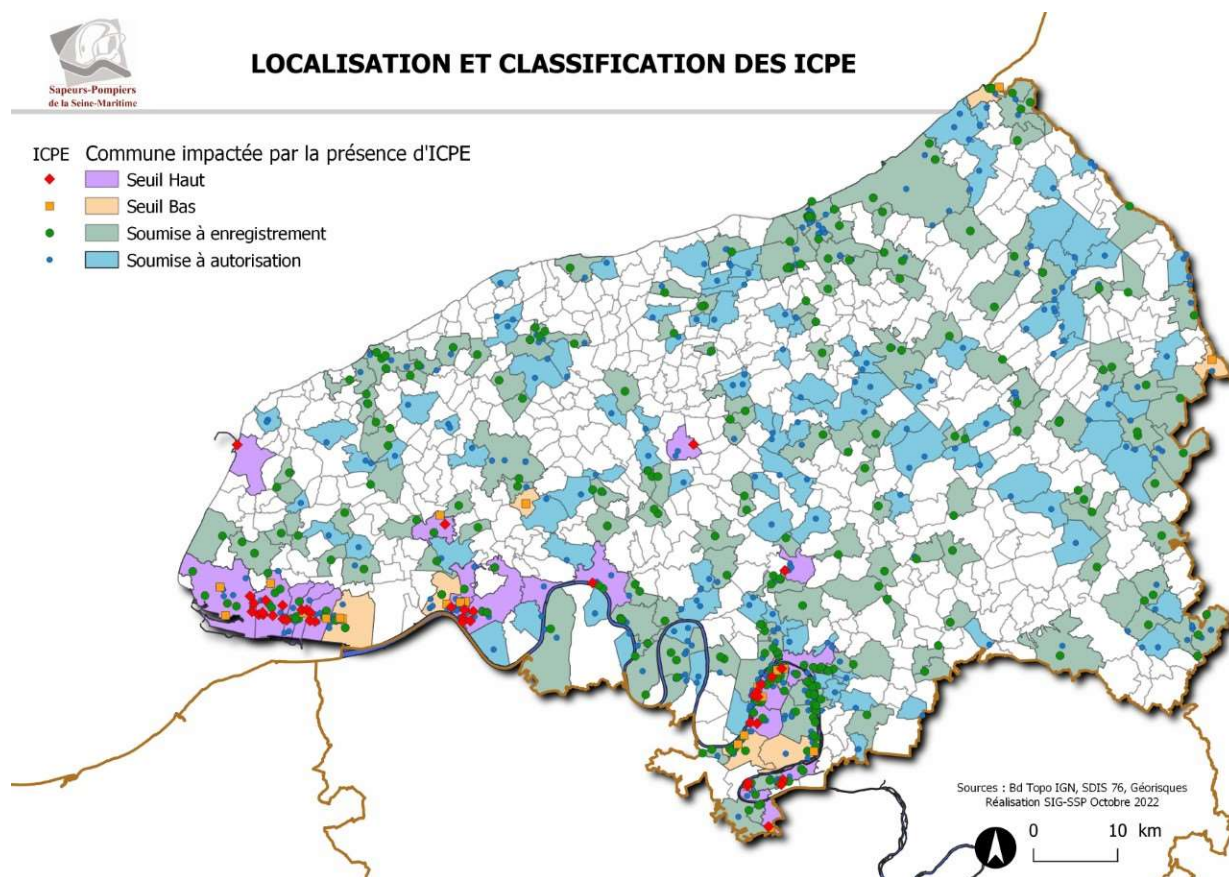 Sapeurs-Pompiers
de la Seine-Maritime
LOCALISATION ET CLASSIFICATION DES ICPE
ICPE Commune impactée par la présence d'ICPE
Seuil Haut
Seuil Bas
Soumise à enregistrement
Soumise à autorisation
Sources : Bd Topo IGN, SDIS 76, Géorisques
Réalisation SIG-SSP Octobre 2022
0 10 km